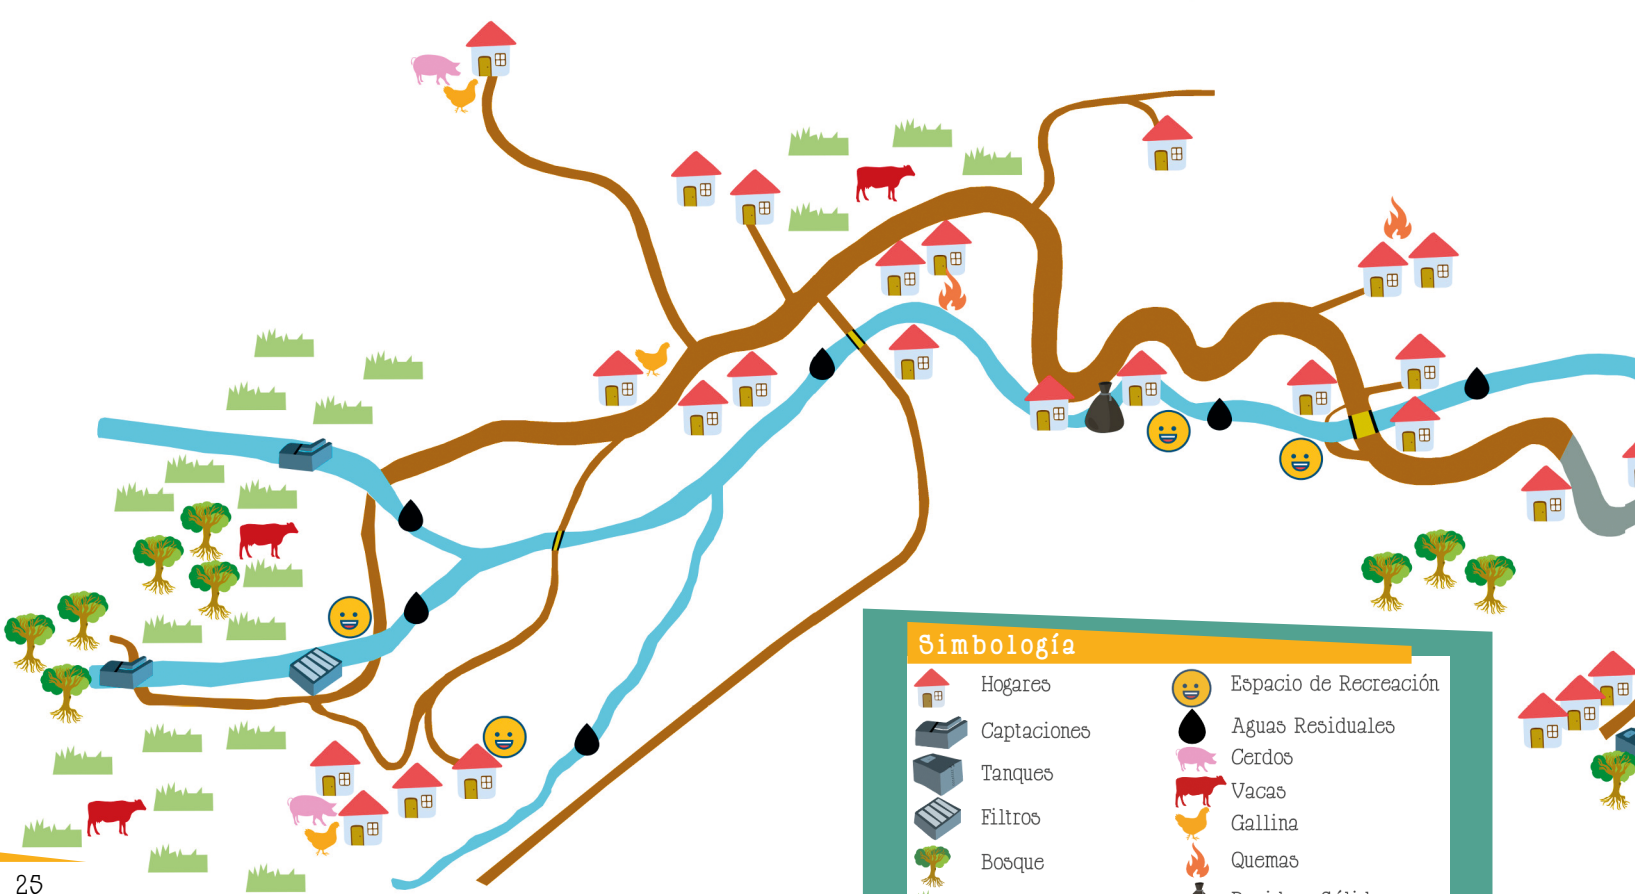 Simbología
Hogares
Captaciones
Tanques
Filtros
Bosque
Espacio de Recreación
Aguas Residuales
Cerdos
Vacas
Gallina
Quemas
25